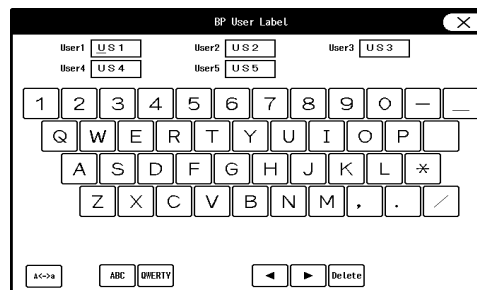 BP User Label
User1 US1 User2 US2 User3 US3
User4 US4 User5 US5
1 2 3 4 5 6 7 8 9 0 — _
Q W E R T Y U I O P
A S D F G H J K L *
Z X C V B N M , . /
A<->a ABC QWERTY ◀ ▶ Delete